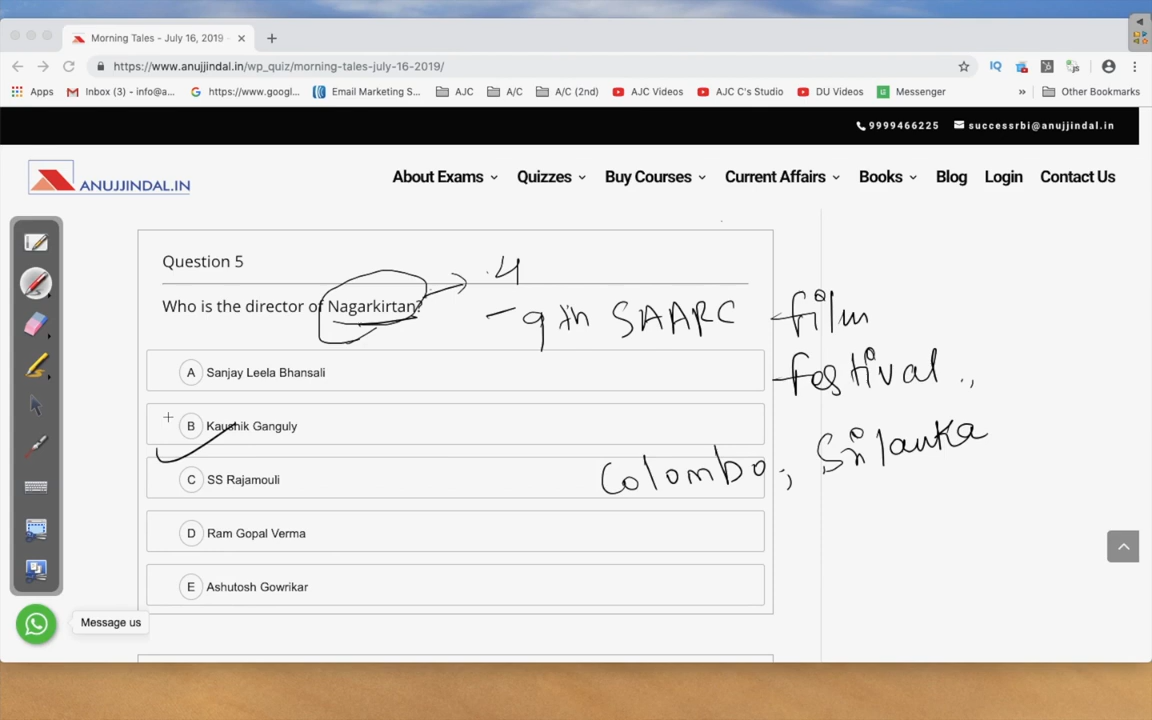 Morning Tales - July 16, 2019
https://www.anujjindal.in/wp_quiz/morning-tales-july-16-2019/
Apps
Inbox (3) - info@a...
https://www.googl...
Email Marketing S...
AJC
A/C
A/C (2nd)
AJC Videos
AJC C's Studio
DU Videos
Messenger
»
Other Bookmarks
9999466225
successrbi@anujjindal.in
ANUJJINDAL.IN
About Exams
Quizzes
Buy Courses
Current Affairs
Books
Blog
Login
Contact Us
Question 5
.4
Who is the director of Nagarkirtan?
- 9th SAARC film
festival.,
A Sanjay Leela Bhansali
B Kaushik Ganguly
Colombo, Srilanka
C SS Rajamouli
D Ram Gopal Verma
E Ashutosh Gowrikar
Message us